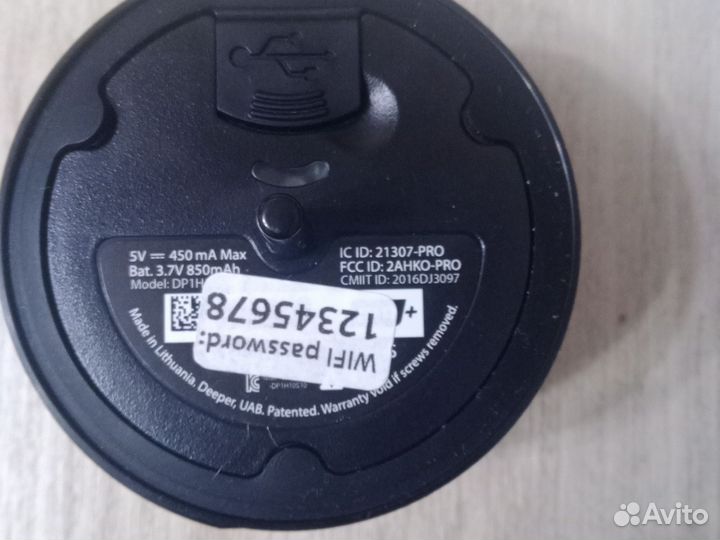 5V ⎓ 450 mA Max
Bat. 3.7V 850mAh
Model: DP1H
IC ID: 21307-PRO
FCC ID: 2AHKO-PRO
CMIIT ID: 2016DJ3097
WIFI password:
12345678
-DP1H10S10
Made in Lithuania. Deeper, UAB. Patented. Warranty void if screws removed.
Avito